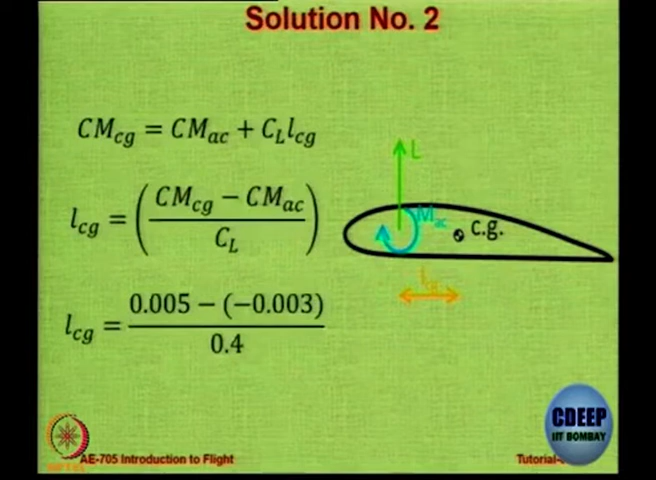 Solution No. 2
CM_cg = CM_ac + C_L l_cg
l_cg = ((CM_cg − CM_ac) / C_L)
l_cg = (0.005 − (−0.003)) / 0.4
L
M_ac
c.g.
l_cg
CDEEP
IIT BOMBAY
AE-705 Introduction to Flight